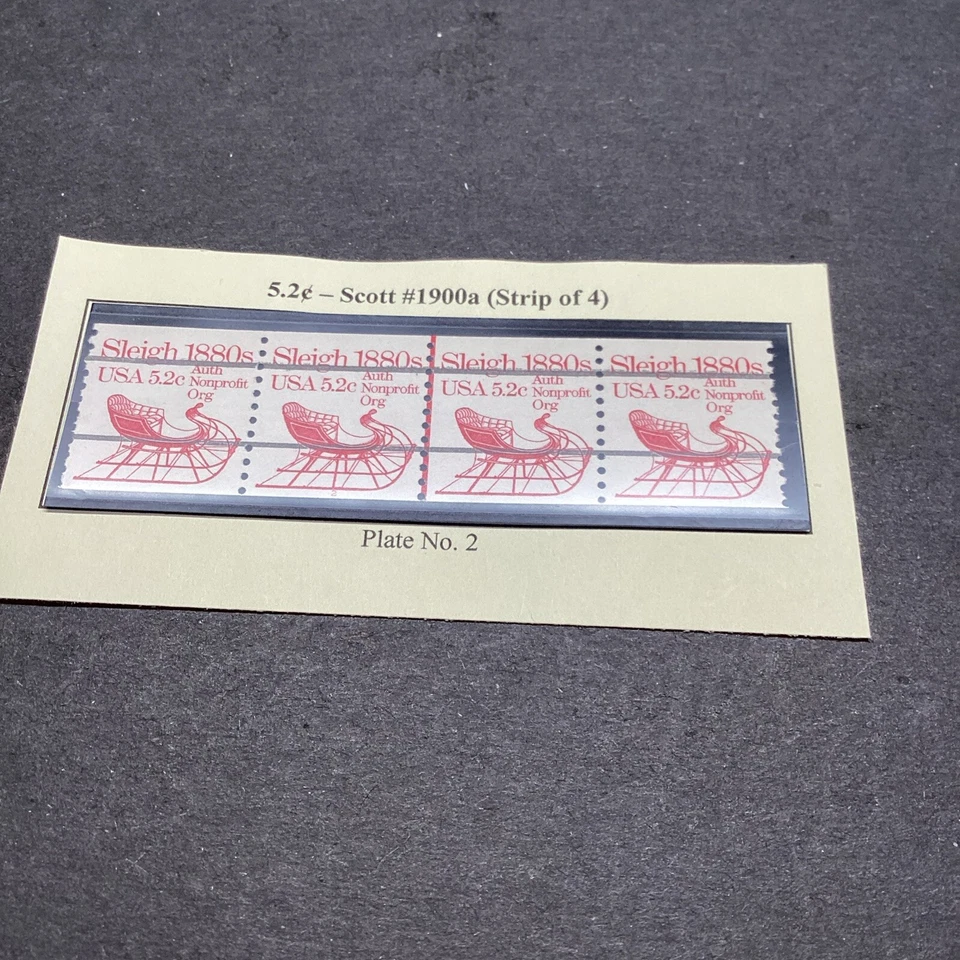 5.2¢ – Scott #1900a (Strip of 4)
Sleigh 1880s Sleigh 1880s Sleigh 1880s Sleigh 1880s
USA 5.2c Auth Nonprofit Org USA 5.2c Auth Nonprofit Org USA 5.2c Auth Nonprofit Org USA 5.2c Auth Nonprofit Org
Plate No. 2